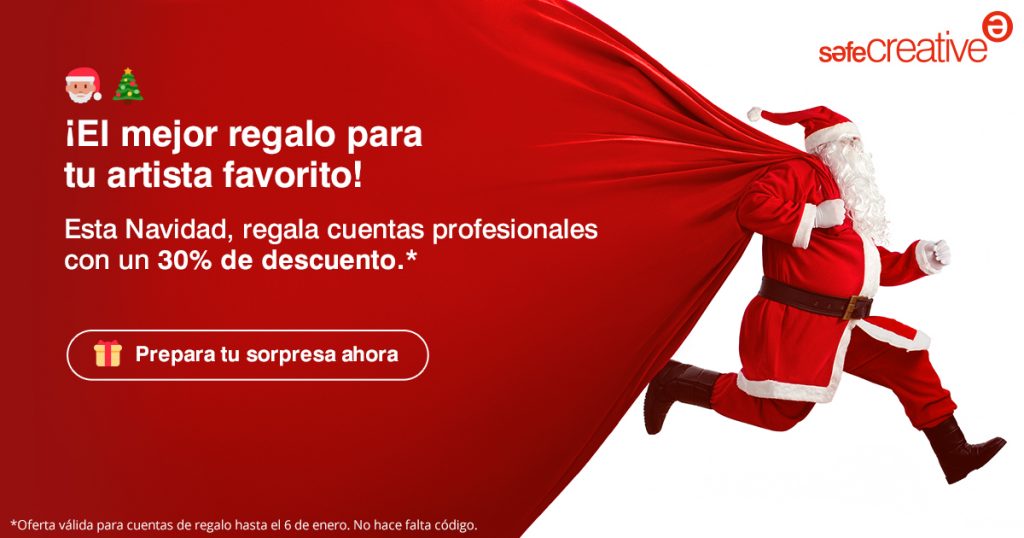 safeCreative
¡El mejor regalo para
tu artista favorito!
Esta Navidad, regala cuentas profesionales
con un 30% de descuento.*
Prepara tu sorpresa ahora
*Oferta válida para cuentas de regalo hasta el 6 de enero. No hace falta código.